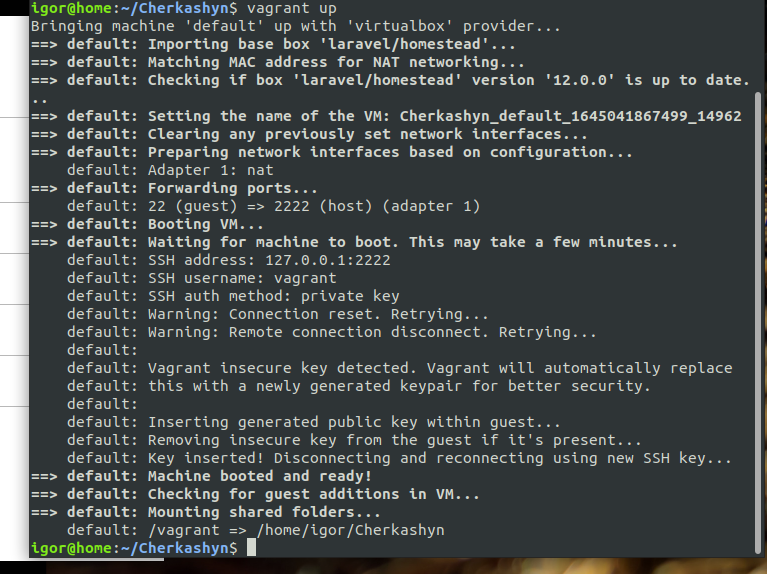 igor@home:~/Cherkashyn$ vagrant up
Bringing machine 'default' up with 'virtualbox' provider...
==> default: Importing base box 'laravel/homestead'...
==> default: Matching MAC address for NAT networking...
==> default: Checking if box 'laravel/homestead' version '12.0.0' is up to date.
..
==> default: Setting the name of the VM: Cherkashyn_default_1645041867499_14962
==> default: Clearing any previously set network interfaces...
==> default: Preparing network interfaces based on configuration...
    default: Adapter 1: nat
==> default: Forwarding ports...
    default: 22 (guest) => 2222 (host) (adapter 1)
==> default: Booting VM...
==> default: Waiting for machine to boot. This may take a few minutes...
    default: SSH address: 127.0.0.1:2222
    default: SSH username: vagrant
    default: SSH auth method: private key
    default: Warning: Connection reset. Retrying...
    default: Warning: Remote connection disconnect. Retrying...
    default:
    default: Vagrant insecure key detected. Vagrant will automatically replace
    default: this with a newly generated keypair for better security.
    default:
    default: Inserting generated public key within guest...
    default: Removing insecure key from the guest if it's present...
    default: Key inserted! Disconnecting and reconnecting using new SSH key...
==> default: Machine booted and ready!
==> default: Checking for guest additions in VM...
==> default: Mounting shared folders...
    default: /vagrant => /home/igor/Cherkashyn
igor@home:~/Cherkashyn$